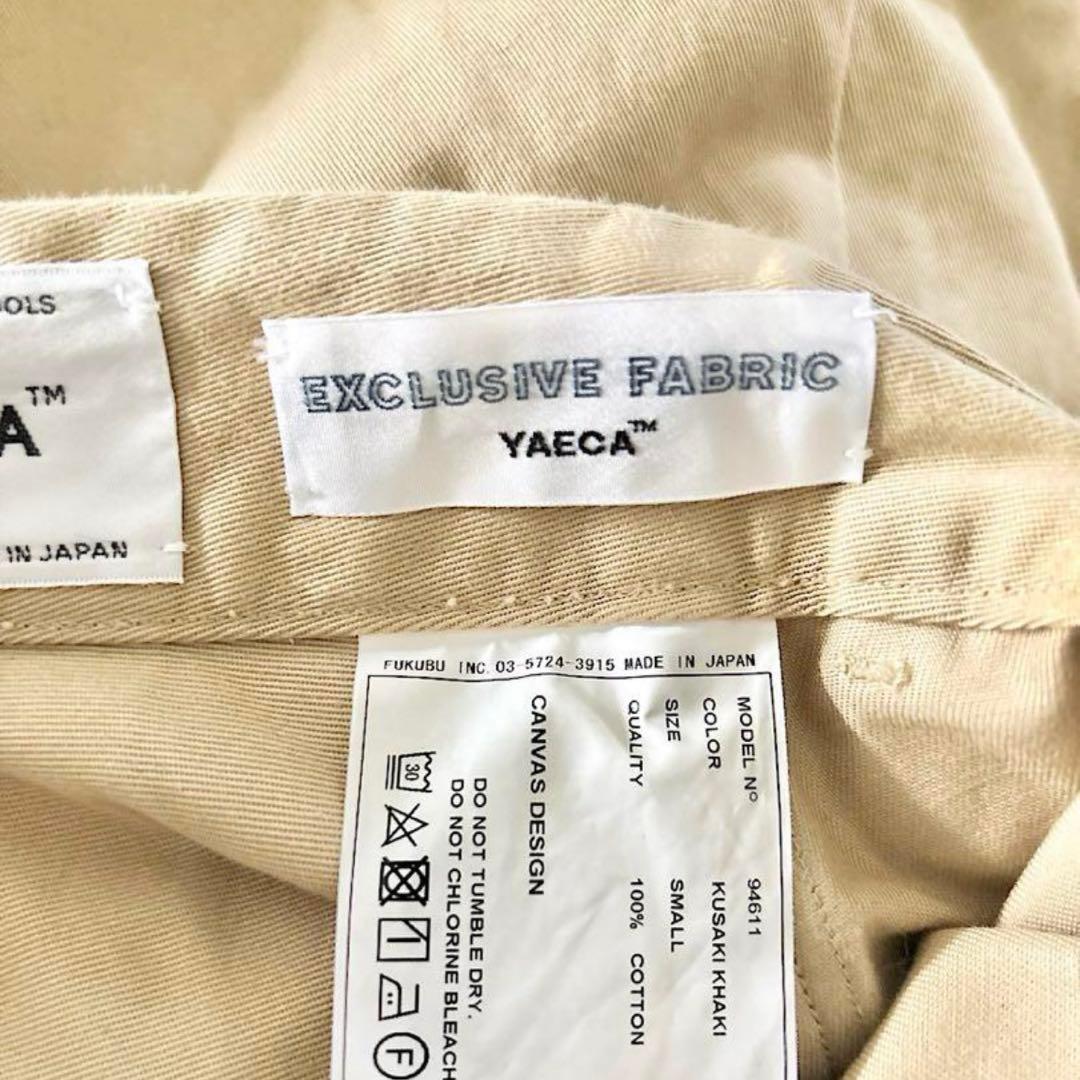 OLS
A™
IN JAPAN
EXCLUSIVE FABRIC
YAECA™
FUKUBU INC. 03-5724-3915 MADE IN JAPAN
MODEL Nº 94611
COLOR KUSAKI KHAKI
SIZE SMALL
QUALITY 100% COTTON
CANVAS DESIGN
DO NOT TUMBLE DRY.
DO NOT CHLORINE BLEACH
30
F